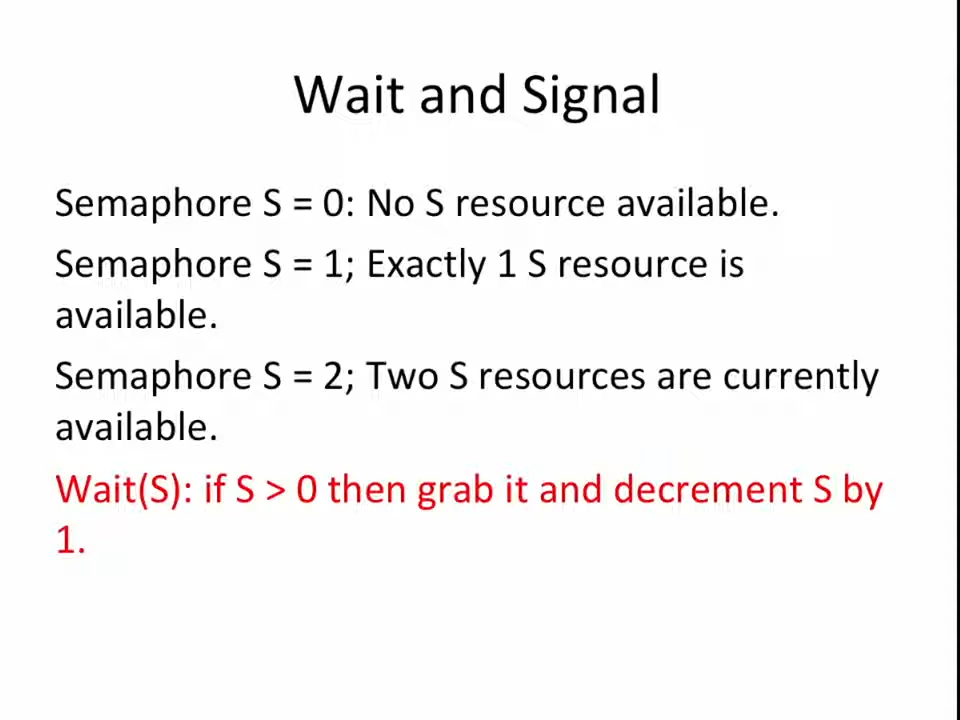 Wait and Signal
Semaphore S = 0: No S resource available.
Semaphore S = 1; Exactly 1 S resource is
available.
Semaphore S = 2; Two S resources are currently
available.
Wait(S): if S > 0 then grab it and decrement S by
1.